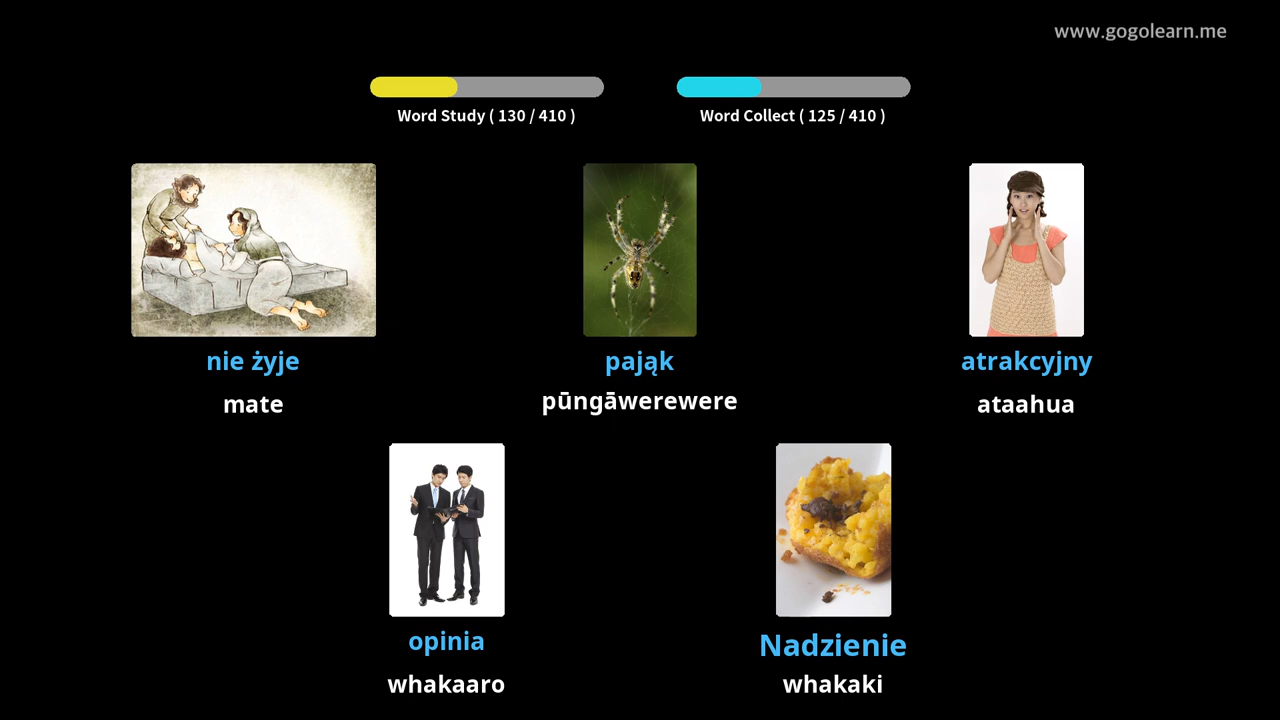 www.gogolearn.me
Word Study ( 130 / 410 )
Word Collect ( 125 / 410 )
nie żyje
mate
pająk
pūngāwerewere
atrakcyjny
ataahua
opinia
whakaaro
Nadzienie
whakaki